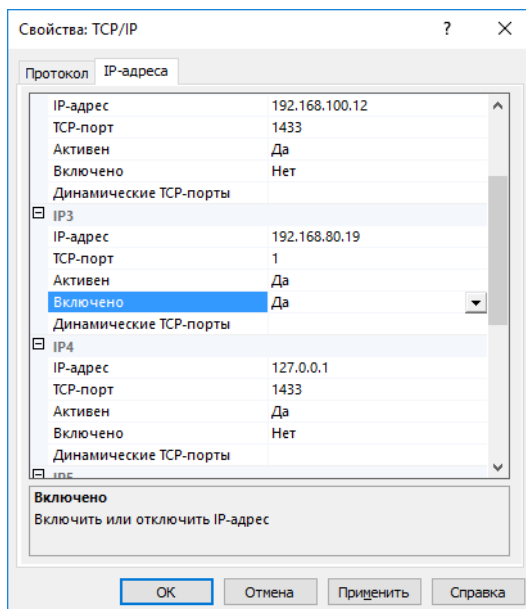 Свойства: TCP/IP ?
Протокол IP-адреса
IP-адрес 192.168.100.12
TCP-порт 1433
Активен Да
Включено Нет
Динамические TCP-порты
IP3
IP-адрес 192.168.80.19
TCP-порт 1
Активен Да
Включено Да
Динамические TCP-порты
IP4
IP-адрес 127.0.0.1
TCP-порт 1433
Активен Да
Включено Нет
Динамические TCP-порты
IP5
Включено
Включить или отключить IP-адрес
ОК Отмена Применить Справка